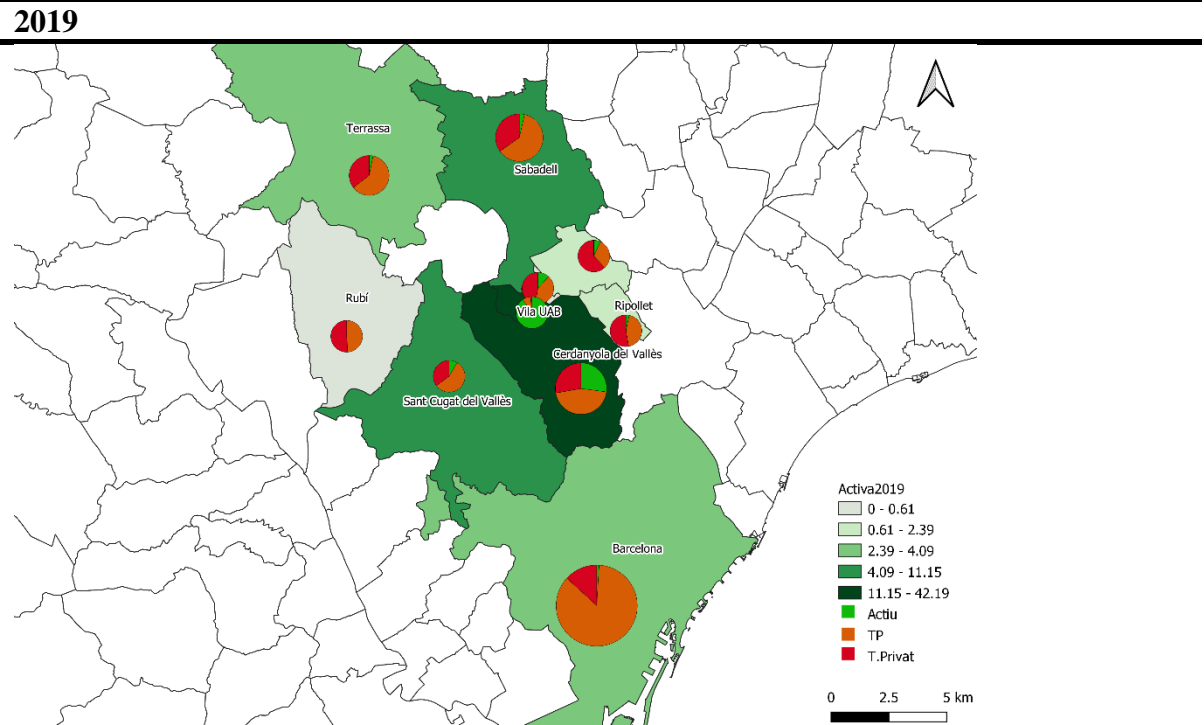 2019
Terrassa
Sabadell
Rubí
Vila UAB
Ripollet
Cerdanyola del Vallès
Sant Cugat del Vallès
Barcelona
Activa2019
0 - 0.61
0.61 - 2.39
2.39 - 4.09
4.09 - 11.15
11.15 - 42.19
Actiu
TP
T.Privat
0 2.5 5 km